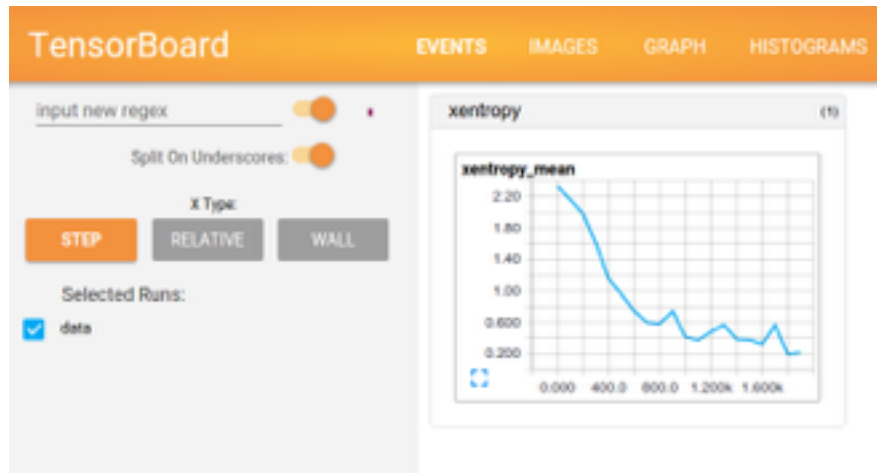 TensorBoard
EVENTS IMAGES GRAPH HISTOGRAMS
input new regex
Split On Underscores:
X Type:
STEP RELATIVE WALL
Selected Runs:
data
xentropy (1)
xentropy_mean
2.20
1.80
1.40
1.00
0.600
0.200
0.000 400.0 800.0 1.200k 1.600k